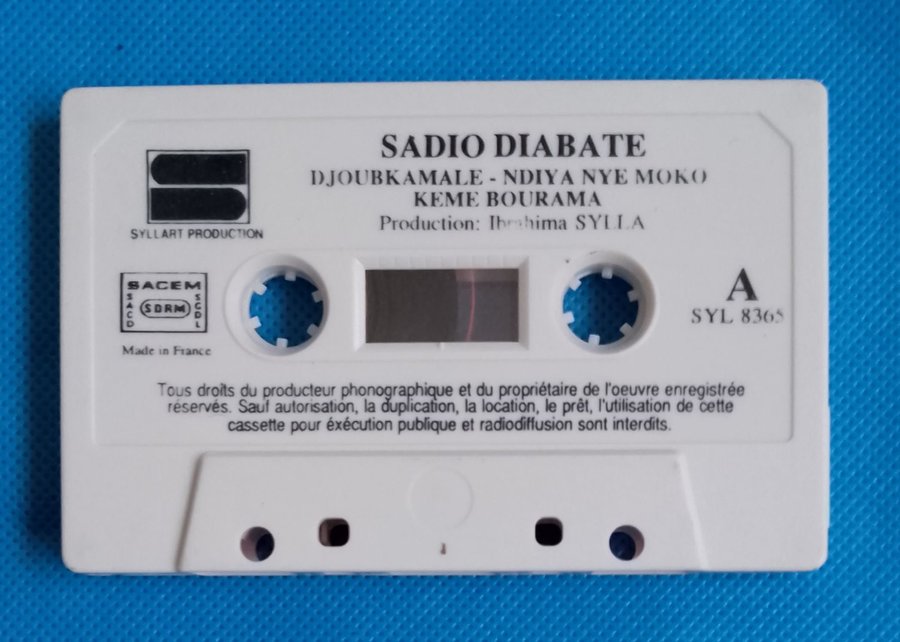 SADIO DIABATE
DJOUBKAMALE - NDIYA NYE MOKO
KEME BOURAMA
Production: Ibrahima SYLLA
SYLLART PRODUCTION
SACEM
SACD
SDRM
SGDL
Made in France
A
SYL 8365
Tous droits du producteur phonographique et du propriétaire de l'oeuvre enregistrée
réservés. Sauf autorisation, la duplication, la location, le prêt, l'utilisation de cette
cassette pour éxécution publique et radiodiffusion sont interdits.